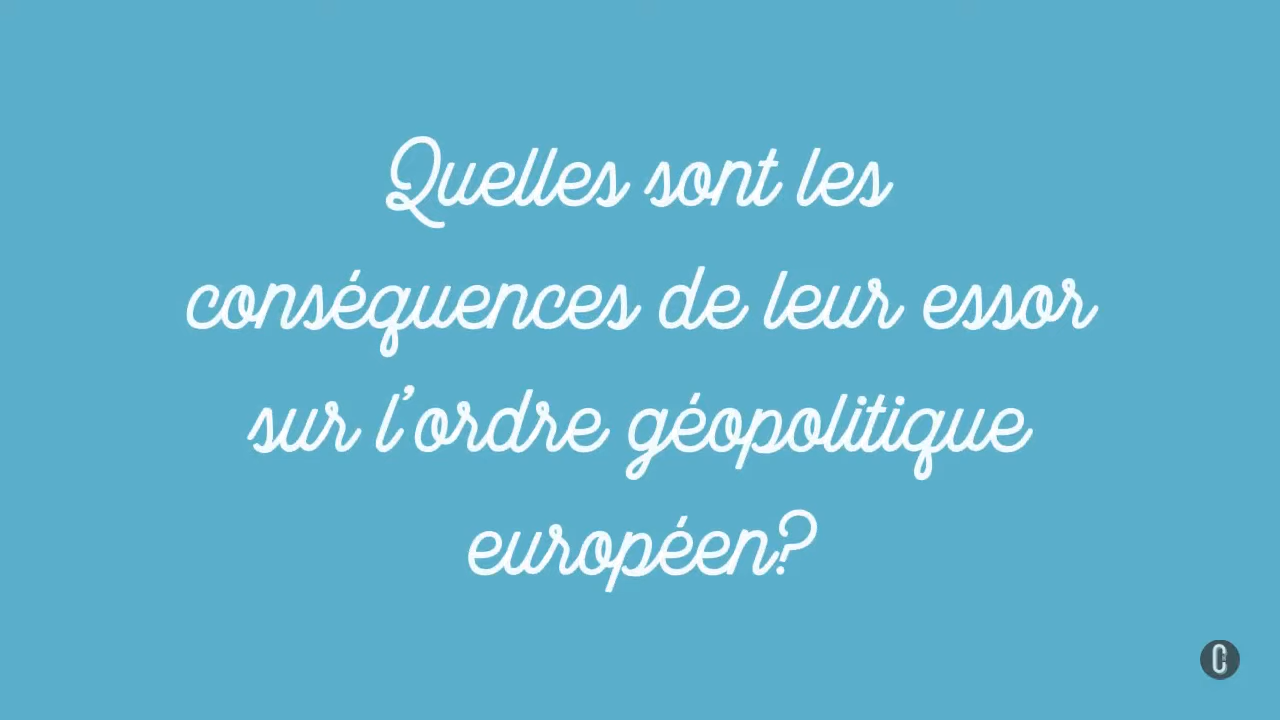 Quelles sont les
conséquences de leur essor
sur l'ordre géopolitique
européen?
C